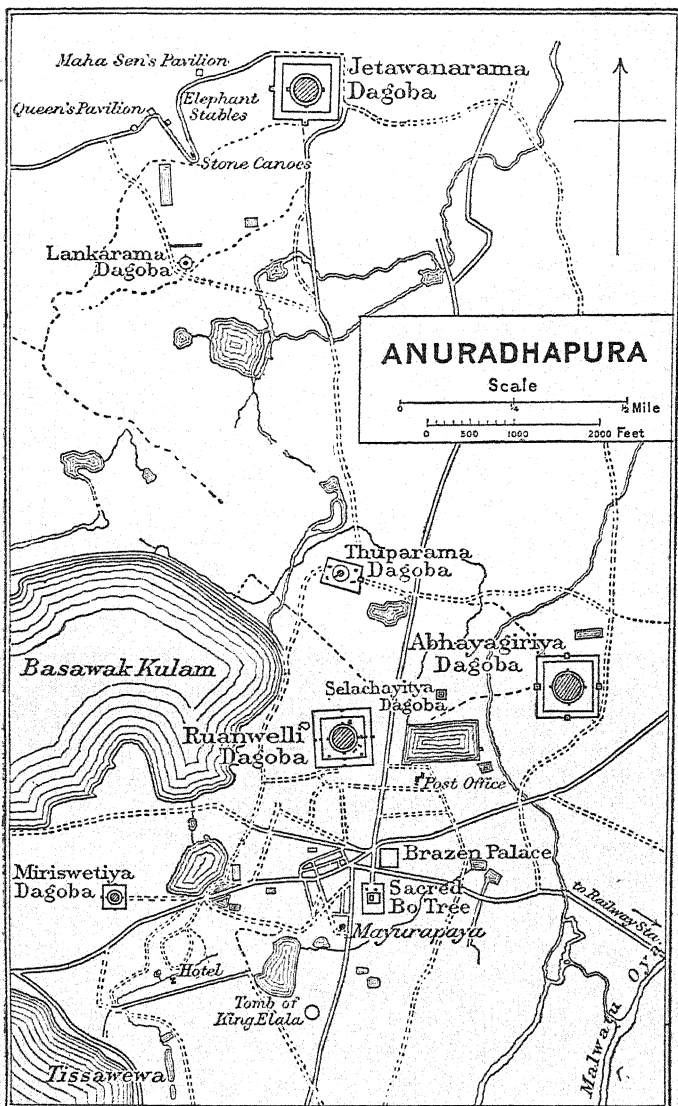 Maha Sen's Pavilion
Jetawanarama
Dagoba
Queen's Pavilion
Elephant
Stables
Stone Canoes
Lankárama
Dagoba
ANURADHAPURA
Scale
0 ¼ ½ Mile
0 500 1000 2000 Feet
Thuparama
Dagoba
Abhayagiriya
Dagoba
Basawak Kulam
Selachayitya
Dagoba
Ruanwelli
Dagoba
Post Office
Miriswetiya
Dagoba
Brazen Palace
Sacred
Bo Tree
to Railway Sta.
Mayurapaya
Hotel
Tomb of
King Elala
Malwatu Oya
Tissawewa